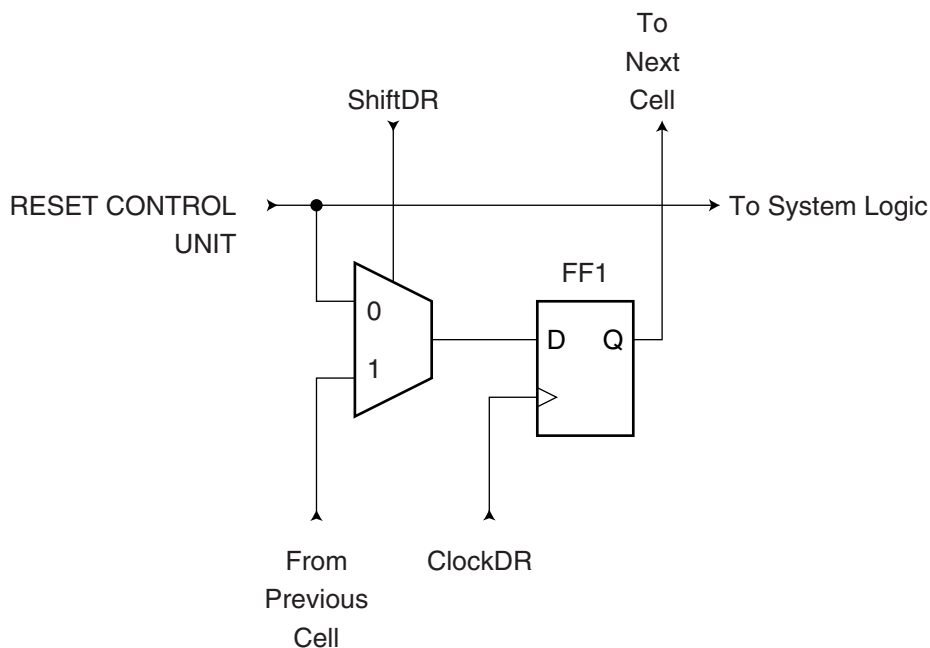 To
Next
Cell
ShiftDR
RESET CONTROL
UNIT
To System Logic
FF1
0
1
D Q
From
Previous
Cell
ClockDR